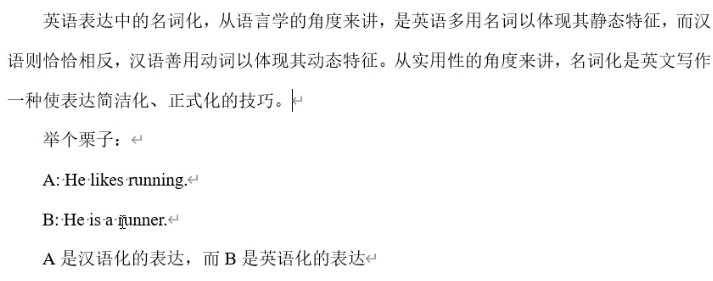 英语表达中的名词化，从语言学的角度来讲，是英语多用名词以体现其静态特征，而汉
语则恰恰相反，汉语善用动词以体现其动态特征。从实用性的角度来讲，名词化是英文写作
一种使表达简洁化、正式化的技巧。
举个栗子：
A: He likes running.
B: He is a runner.
A 是汉语化的表达，而 B 是英语化的表达